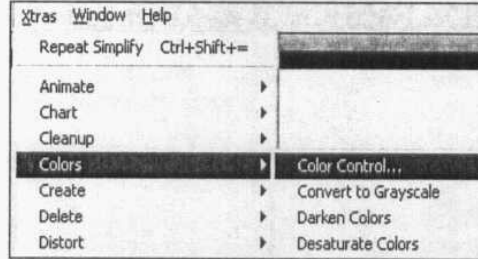 Xtras Window Help
Repeat Simplify Ctrl+Shift+=
Animate
Chart
Cleanup
Colors
Create
Delete
Distort
Color Control...
Convert to Grayscale
Darken Colors
Desaturate Colors